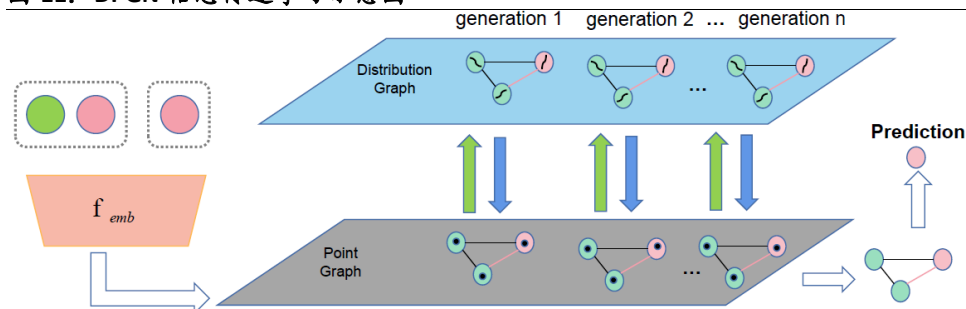 generation 1 generation 2 ... generation n
Distribution
Graph
...
Prediction
f emb
Point
Graph
...